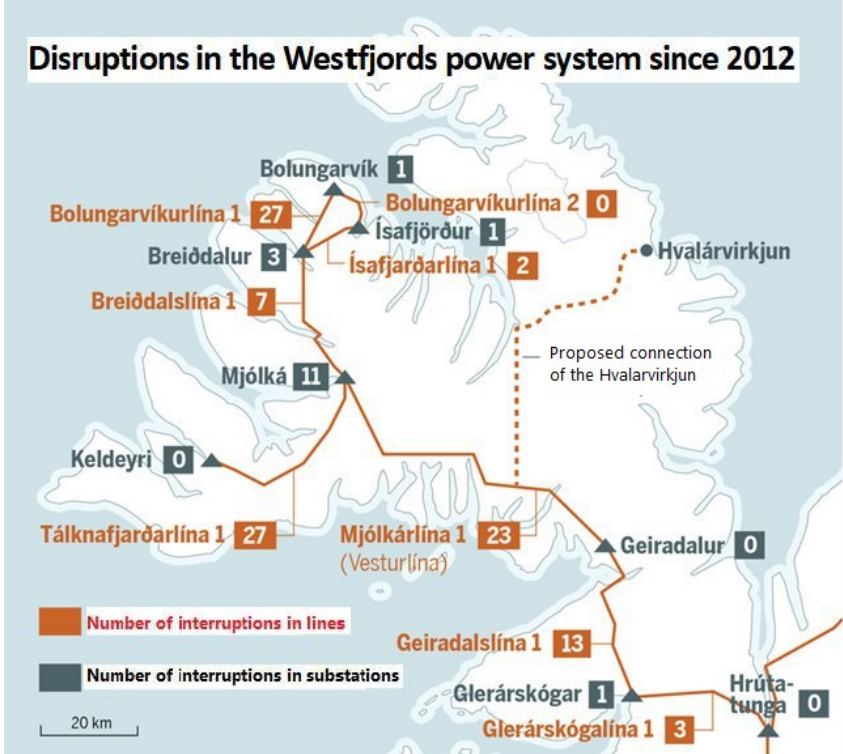 Disruptions in the Westfjords power system since 2012
Bolungarvík 1
Bolungarvíkurlína 1 27
Bolungarvíkurlína 2 0
Ísafjörður 1
Breiðdalur 3
Ísafjarðarlína 1 2
Hvalárvirkjun
Breiðdalslína 1 7
Proposed connection
of the Hvalarvirkjun
Mjólká 11
Keldeyri 0
Tálknafjarðarlína 1 27
Mjólkárlína 1 23
(Vesturlína)
Geiradalur 0
Number of interruptions in lines
Geiradalslína 1 13
Number of interruptions in substations
Glerárskógar 1
Hrúta-
tunga 0
20 km
Glerárskógalína 1 3